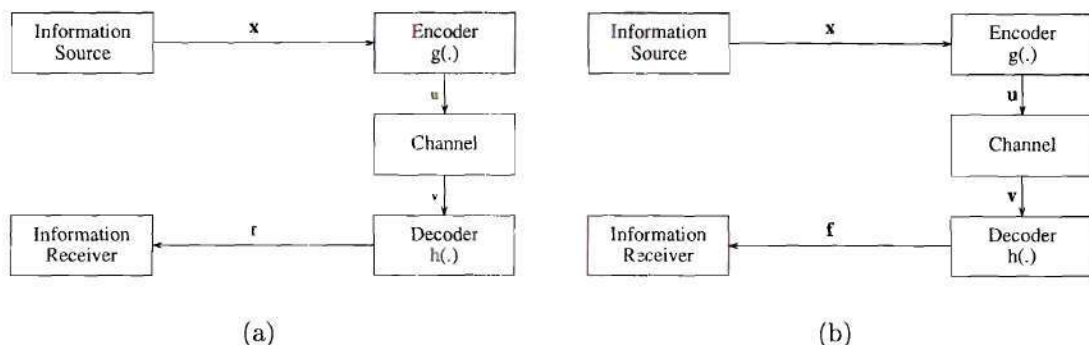 Information
Source
x
Encoder
g(.)
u
Channel
v
Decoder
h(.)
r
Information
Receiver
(a)
Information
Source
x
Encoder
g(.)
u
Channel
v
Decoder
h(.)
f
Information
Receiver
(b)